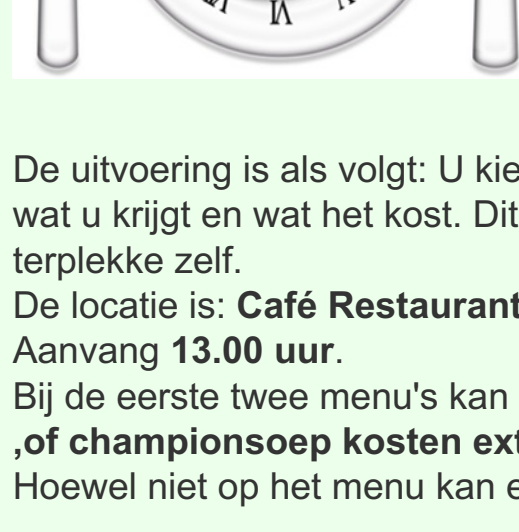 VI
De uitvoering is als volgt: U kie
wat u krijgt en wat het kost. Dit
terplekke zelf.
De locatie is: Café Restaurant
Aanvang 13.00 uur.
Bij de eerste twee menu's kan
,of championsoep kosten ext
Hoewel niet op het menu kan e